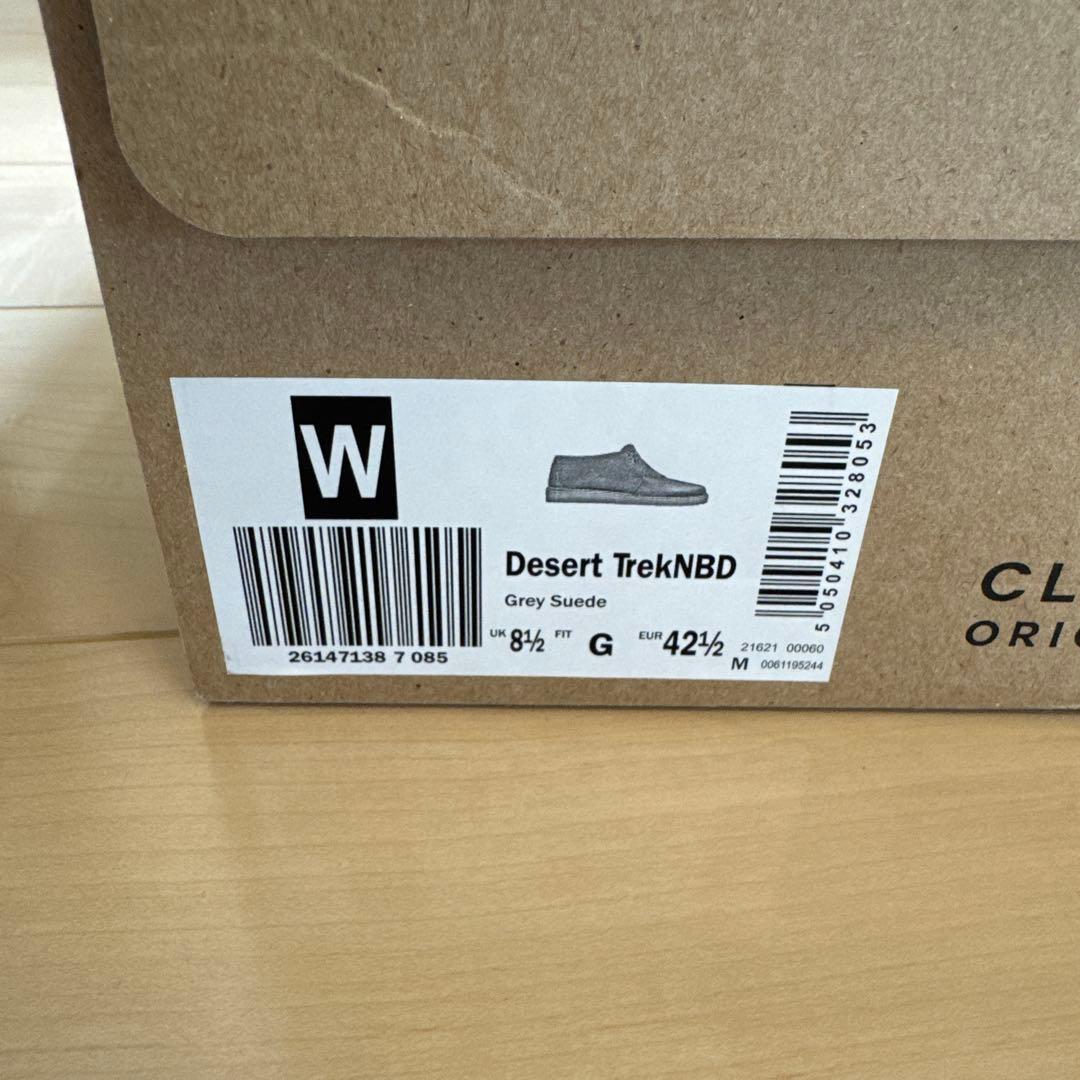 W
26147138 7 085
Desert TrekNBD
Grey Suede
UK 8½ FIT G EUR 42½
21621 00060
M 0061195244
5 050410 328053
CL
ORIG